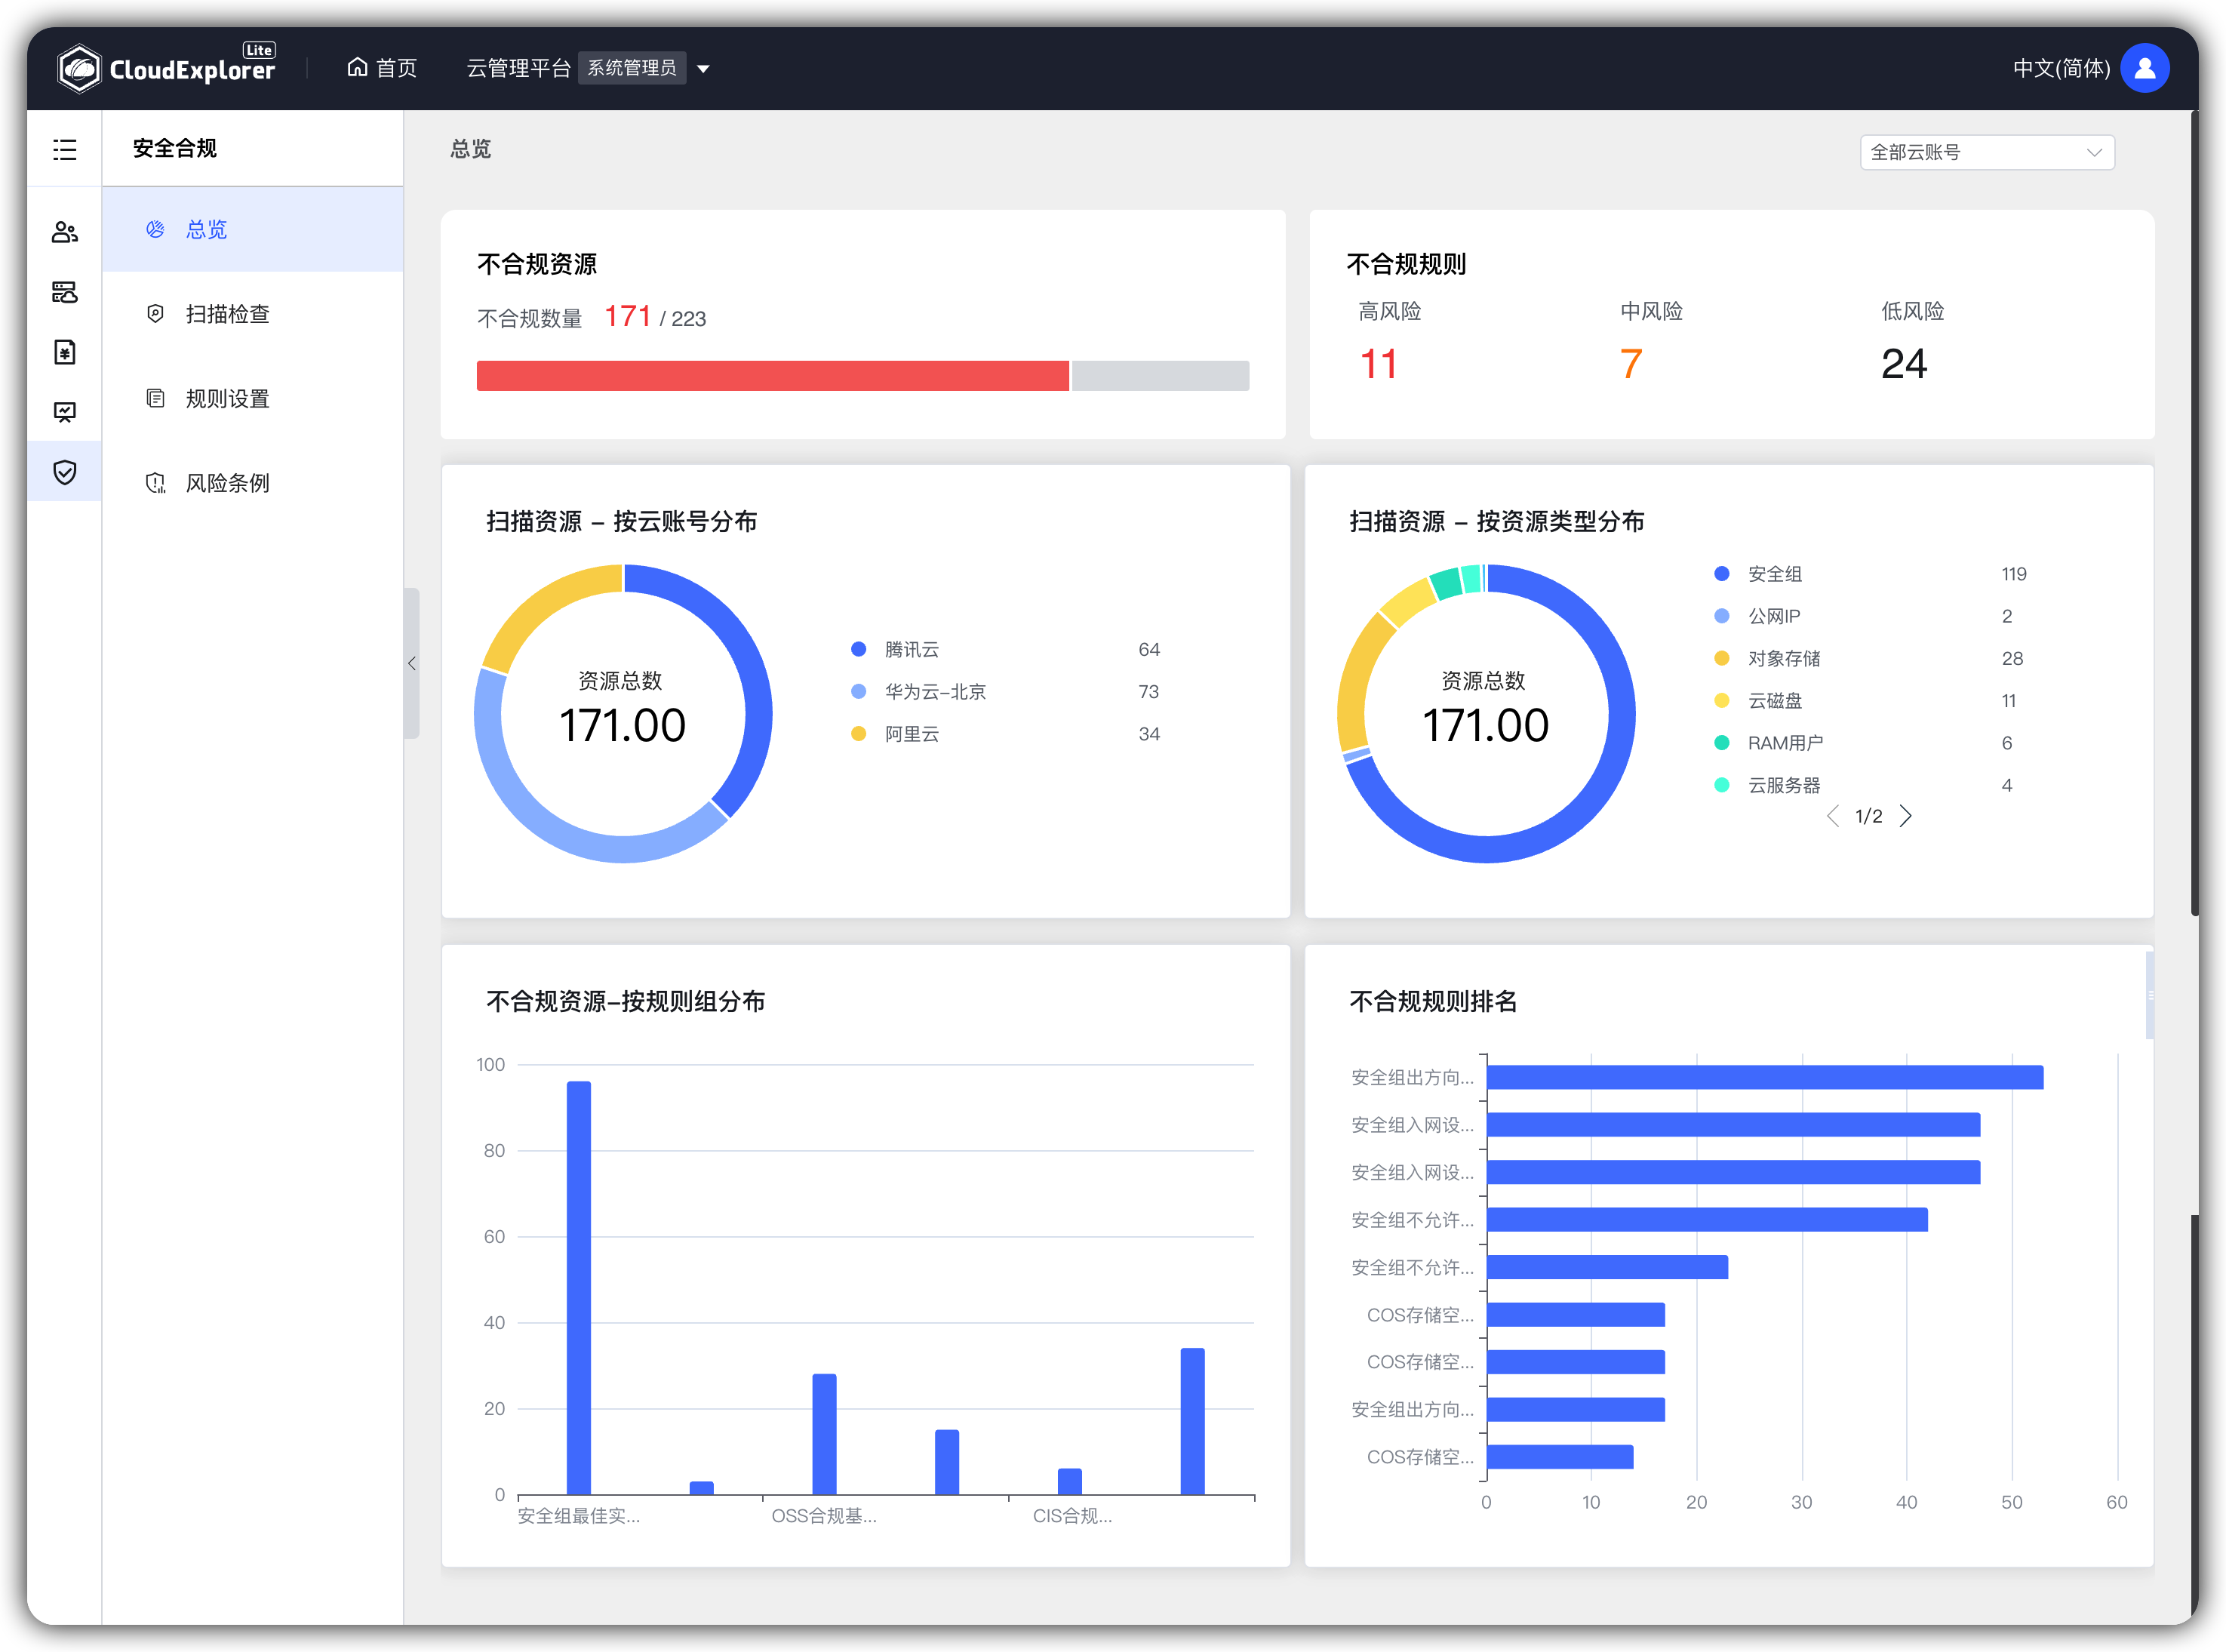 CloudExplorer Lite
首页
云管理平台 系统管理员
中文(简体)
安全合规
总览
扫描检查
规则设置
风险条例
总览
全部云账号
不合规资源
不合规数量 171 / 223
不合规规则
高风险 中风险 低风险
11 7 24
扫描资源 – 按云账号分布
资源总数
171.00
腾讯云 64
华为云–北京 73
阿里云 34
扫描资源 – 按资源类型分布
资源总数
171.00
安全组 119
公网IP 2
对象存储 28
云磁盘 11
RAM用户 6
云服务器 4
1/2
不合规资源–按规则组分布
100
80
60
40
20
0
安全组最佳实... OSS合规基... CIS合规...
不合规规则排名
安全组出方向...
安全组入网设...
安全组入网设...
安全组不允许...
安全组不允许...
COS存储空...
COS存储空...
安全组出方向...
COS存储空...
0 10 20 30 40 50 60